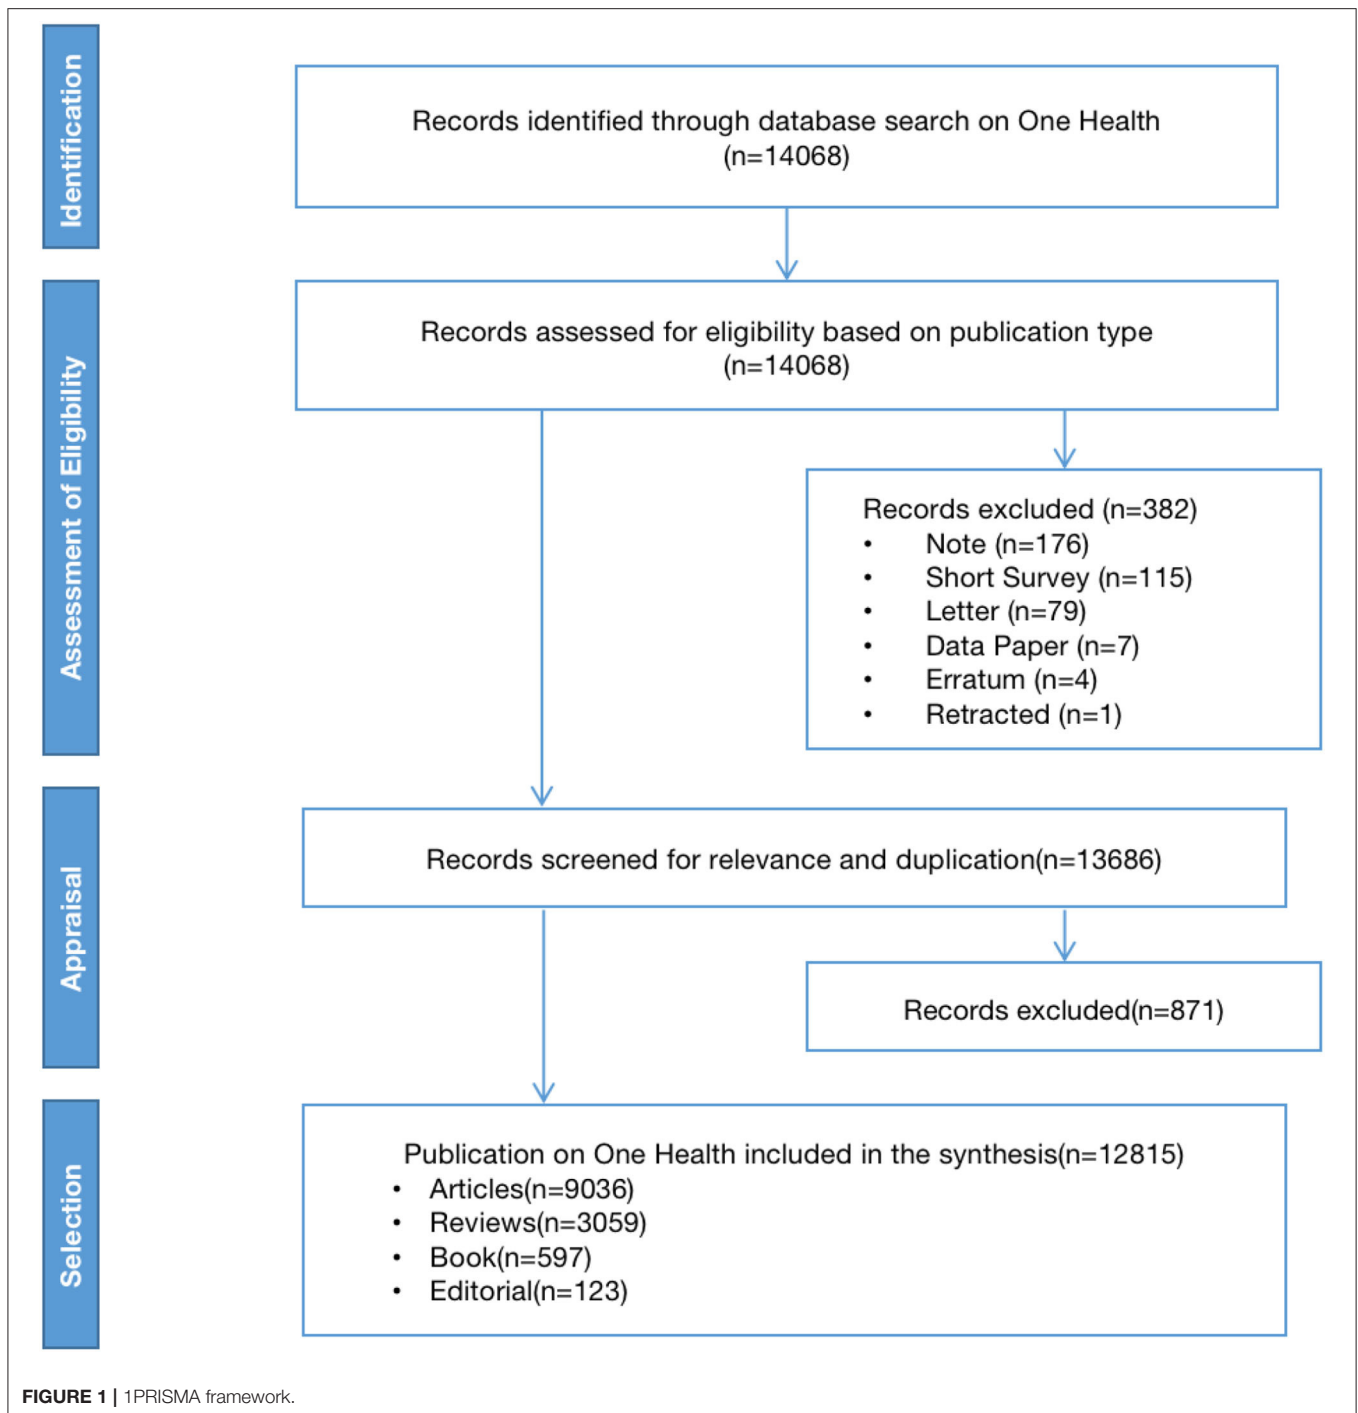 Identification
Records identified through database search on One Health
(n=14068)
Assessment of Eligibility
Records assessed for eligibility based on publication type
(n=14068)
Records excluded (n=382)
• Note (n=176)
• Short Survey (n=115)
• Letter (n=79)
• Data Paper (n=7)
• Erratum (n=4)
• Retracted (n=1)
Appraisal
Records screened for relevance and duplication(n=13686)
Records excluded(n=871)
Selection
Publication on One Health included in the synthesis(n=12815)
• Articles(n=9036)
• Reviews(n=3059)
• Book(n=597)
• Editorial(n=123)
FIGURE 1 | 1PRISMA framework.